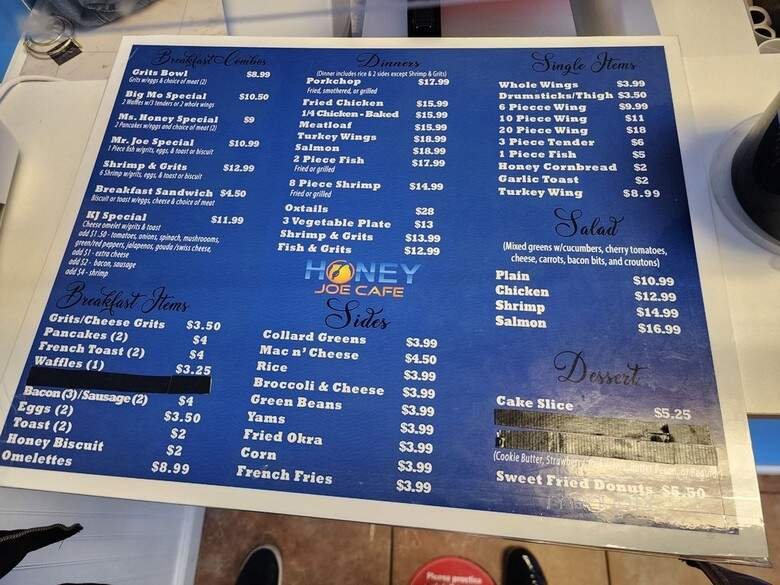 Breakfast Combos
Grits Bowl $8.99
Grits w/eggs & choice of meat (2)
Big Mo Special $10.50
2 Waffles w/3 tenders or 2 whole wings
Ms. Honey Special $9
2 Pancakes w/eggs and choice of meat (2)
Mr. Joe Special $10.99
1 Piece fish w/grits, eggs, & toast or biscuit
Shrimp & Grits $12.99
6 Shrimp w/grits, eggs, & toast or biscuit
Breakfast Sandwich $4.50
Biscuit or toast w/eggs, cheese & choice of meat
KJ Special $11.99
Cheese omelet w/grits & toast
add $1.50 - tomatoes, onions, spinach, mushroooms,
green/red peppers, jalapenos, gouda /swiss cheese,
add $1 - extra cheese
add $2 - bacon, sausage
add $4 - shrimp
Breakfast Items
Grits/Cheese Grits $3.50
Pancakes (2) $4
French Toast (2) $4
Waffles (1) $3.25
Bacon (3)/Sausage (2) $4
Eggs (2) $3.50
Toast (2) $2
Honey Biscuit $2
Omelettes $8.99
Dinners
(Dinner includes rice & 2 sides except Shrimp & Grits)
Porkchop $17.99
Fried, smothered, or grilled
Fried Chicken $15.99
1/4 Chicken - Baked $15.99
Meatloaf $15.99
Turkey Wings $18.99
Salmon $18.99
2 Piece Fish $17.99
Fried or grilled
8 Piece Shrimp $14.99
Fried or grilled
Oxtails $28
3 Vegetable Plate $13
Shrimp & Grits $13.99
Fish & Grits $12.99
HONEY
JOE CAFE
Sides
Collard Greens $3.99
Mac n' Cheese $4.50
Rice $3.99
Broccoli & Cheese $3.99
Green Beans $3.99
Yams $3.99
Fried Okra $3.99
Corn $3.99
French Fries $3.99
Single Items
Whole Wings $3.99
Drumsticks/Thigh $3.50
6 Piecce Wing $9.99
10 Piece Wing $11
20 Piece Wing $18
3 Piece Tender $6
1 Piece Fish $5
Honey Cornbread $2
Garlic Toast $2
Turkey Wing $8.99
Salad
(Mixed greens w/cucumbers, cherry tomatoes,
cheese, carrots, bacon bits, and croutons)
Plain $10.99
Chicken $12.99
Shrimp $14.99
Salmon $16.99
Dessert
Cake Slice $5.25
(Cookie Butter,
Sweet Fried Donuts $5.50
Please practice